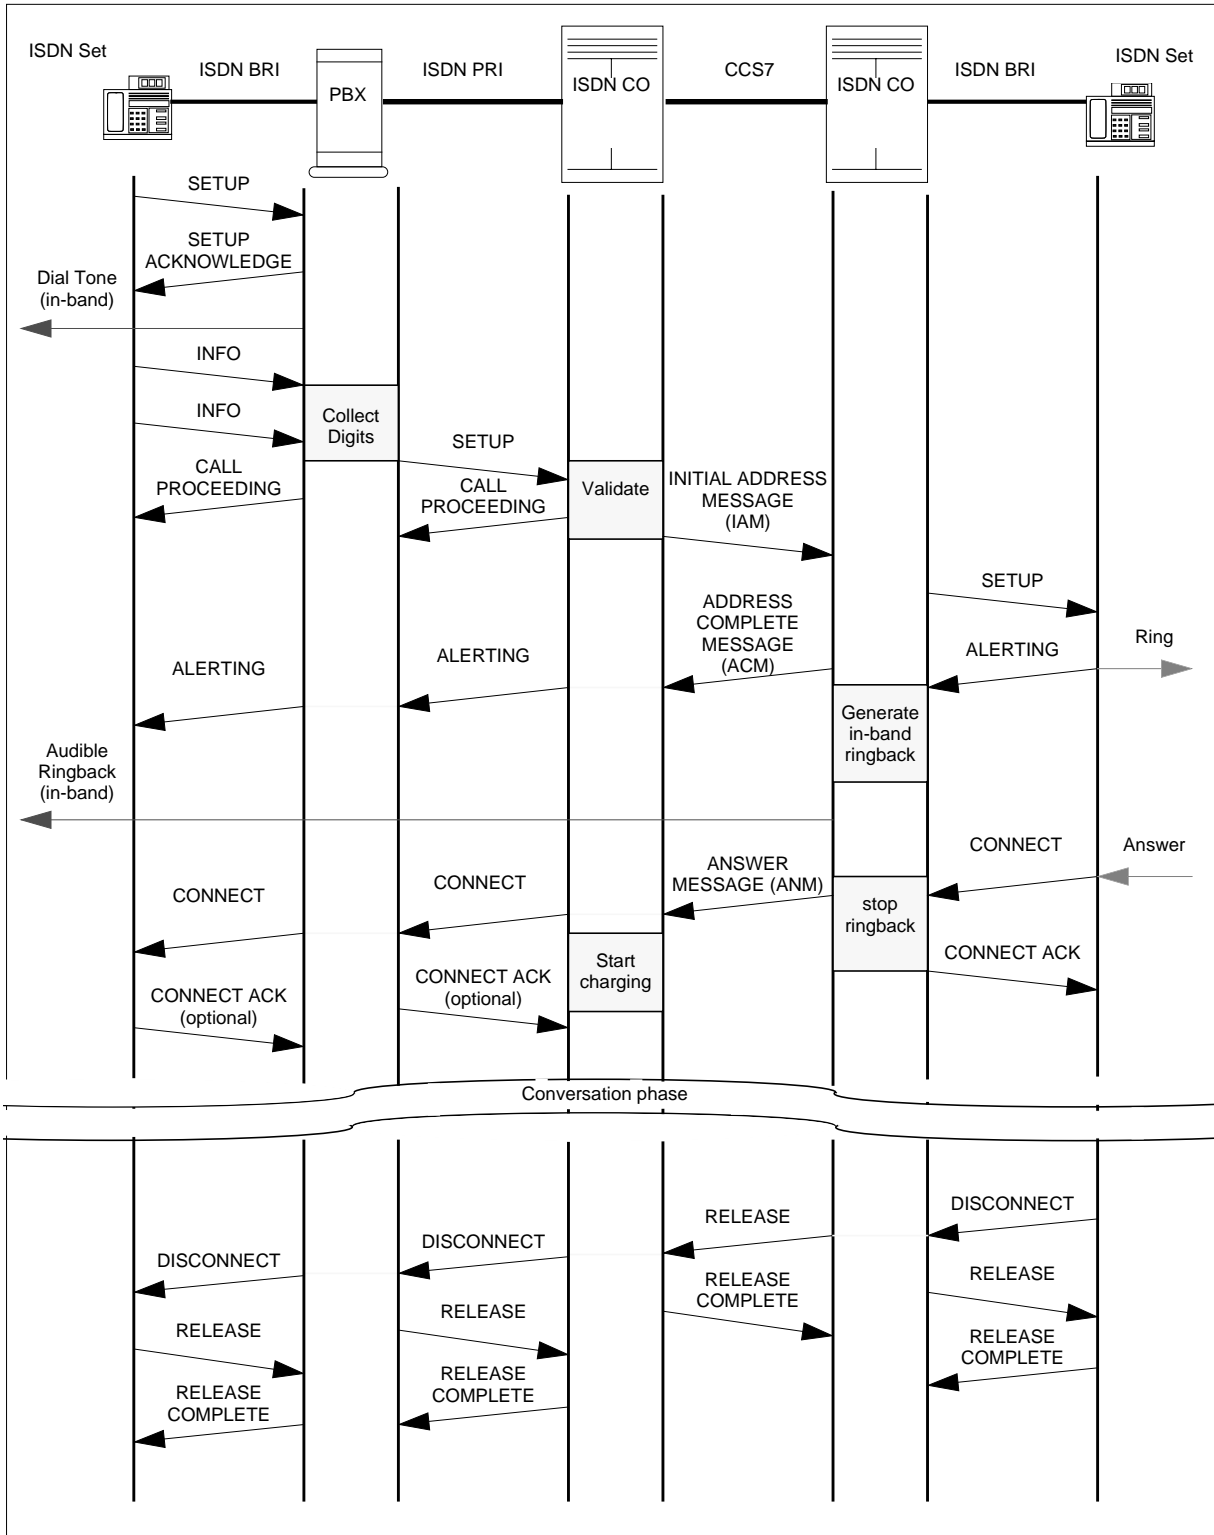 ISDN Set
ISDN BRI
PBX
ISDN PRI
ISDN CO
CCS7
ISDN CO
ISDN BRI
ISDN Set
SETUP
SETUP
ACKNOWLEDGE
Dial Tone
(in-band)
INFO
INFO
Collect
Digits
SETUP
CALL
PROCEEDING
CALL
PROCEEDING
Validate
INITIAL ADDRESS
MESSAGE
(IAM)
SETUP
ADDRESS
COMPLETE
MESSAGE
(ACM)
ALERTING
Ring
ALERTING
ALERTING
Generate
in-band
ringback
Audible
Ringback
(in-band)
CONNECT
Answer
ANSWER
MESSAGE (ANM)
CONNECT
CONNECT
stop
ringback
CONNECT ACK
Start
charging
CONNECT ACK
(optional)
CONNECT ACK
(optional)
Conversation phase
DISCONNECT
RELEASE
DISCONNECT
DISCONNECT
RELEASE
RELEASE
COMPLETE
RELEASE
RELEASE
RELEASE
COMPLETE
RELEASE
COMPLETE
RELEASE
COMPLETE